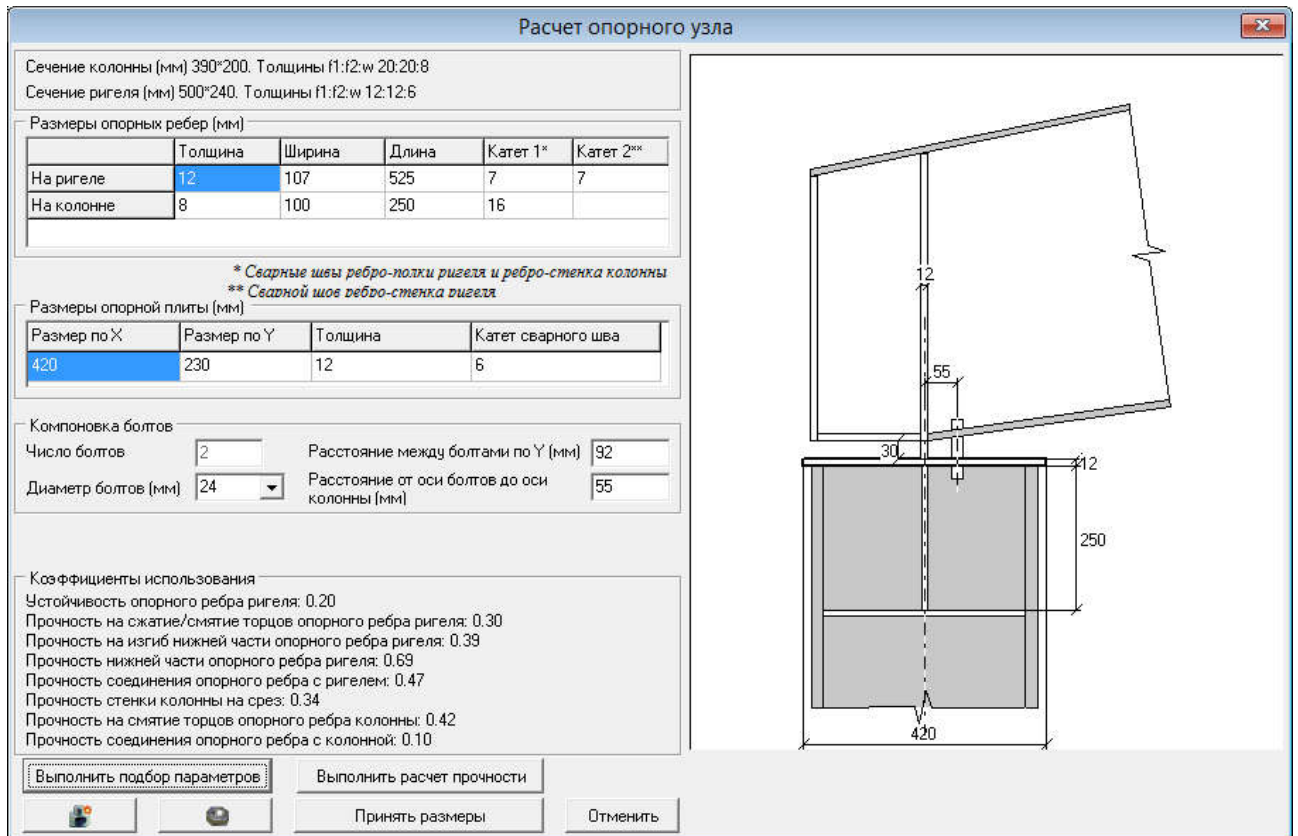 Расчет опорного узла
Сечение колонны (мм) 390*200. Толщины f1:f2:w 20:20:8
Сечение ригеля (мм) 500*240. Толщины f1:f2:w 12:12:6
Размеры опорных ребер (мм)
Толщина Ширина Длина Катет 1* Катет 2**
На ригеле 12 107 525 7 7
На колонне 8 100 250 16
* Сварные швы ребро-полки ригеля и ребро-стенка колонны
** Сварной шов ребро-стенка ригеля
Размеры опорной плиты (мм)
Размер по X Размер по Y Толщина Катет сварного шва
420 230 12 6
Компоновка болтов
Число болтов 2 Расстояние между болтами по Y (мм) 92
Диаметр болтов (мм) 24 Расстояние от оси болтов до оси
колонны (мм) 55
Коэффициенты использования
Устойчивость опорного ребра ригеля: 0.20
Прочность на сжатие/смятие торцов опорного ребра ригеля: 0.30
Прочность на изгиб нижней части опорного ребра ригеля: 0.39
Прочность нижней части опорного ребра ригеля: 0.69
Прочность соединения опорного ребра с ригелем: 0.47
Прочность стенки колонны на срез: 0.34
Прочность на смятие торцов опорного ребра колонны: 0.42
Прочность соединения опорного ребра с колонной: 0.10
Выполнить подбор параметров Выполнить расчет прочности
Принять размеры Отменить
12
55
30
12
250
420